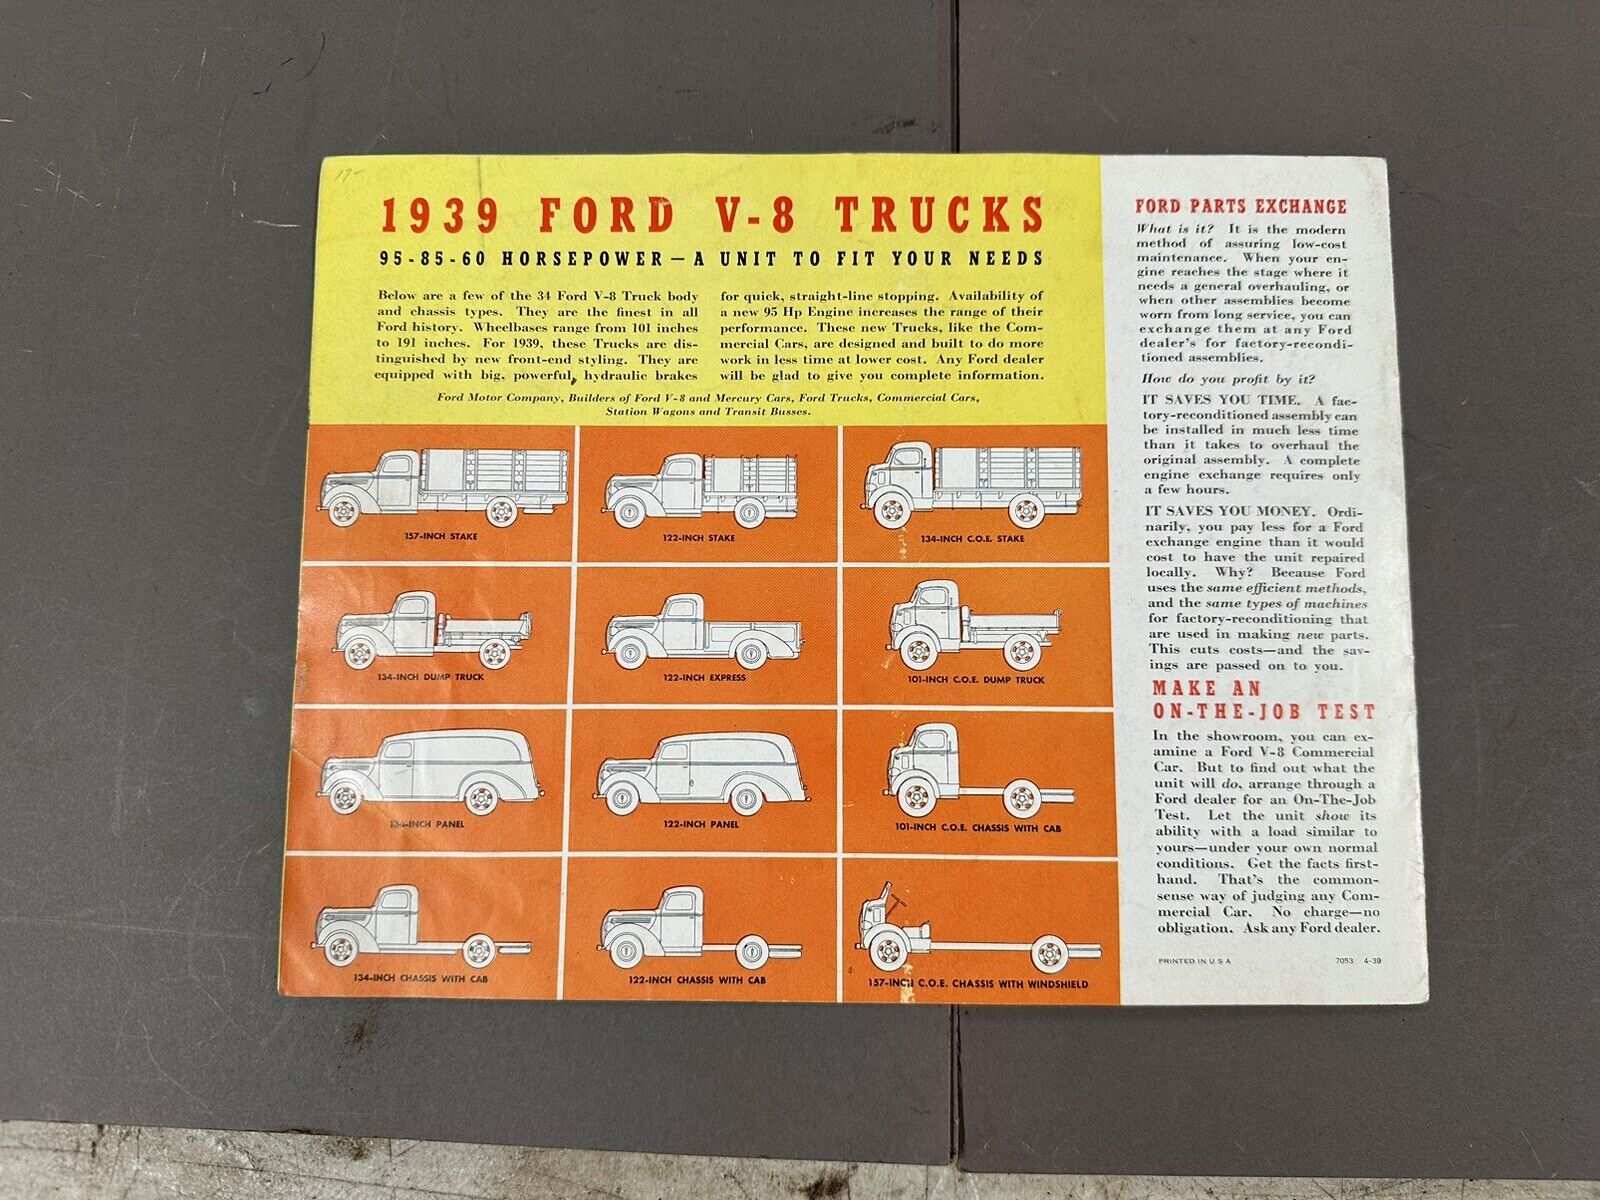 17-
1939 FORD V-8 TRUCKS
95-85-60 HORSEPOWER—A UNIT TO FIT YOUR NEEDS
Below are a few of the 34 Ford V-8 Truck body
and chassis types. They are the finest in all
Ford history. Wheelbases range from 101 inches
to 191 inches. For 1939, these Trucks are dis-
tinguished by new front-end styling. They are
equipped with big, powerful, hydraulic brakes
for quick, straight-line stopping. Availability of
a new 95 Hp Engine increases the range of their
performance. These new Trucks, like the Com-
mercial Cars, are designed and built to do more
work in less time at lower cost. Any Ford dealer
will be glad to give you complete information.
Ford Motor Company, Builders of Ford V-8 and Mercury Cars, Ford Trucks, Commercial Cars,
Station Wagons and Transit Busses.
157-INCH STAKE
122-INCH STAKE
134-INCH C.O.E. STAKE
134-INCH DUMP TRUCK
122-INCH EXPRESS
101-INCH C.O.E. DUMP TRUCK
134-INCH PANEL
122-INCH PANEL
101-INCH C.O.E. CHASSIS WITH CAB
134-INCH CHASSIS WITH CAB
122-INCH CHASSIS WITH CAB
157-INCH C.O.E. CHASSIS WITH WINDSHIELD
FORD PARTS EXCHANGE
What is it? It is the modern
method of assuring low-cost
maintenance. When your en-
gine reaches the stage where it
needs a general overhauling, or
when other assemblies become
worn from long service, you can
exchange them at any Ford
dealer's for factory-recondi-
tioned assemblies.
How do you profit by it?
IT SAVES YOU TIME. A fac-
tory-reconditioned assembly can
be installed in much less time
than it takes to overhaul the
original assembly. A complete
engine exchange requires only
a few hours.
IT SAVES YOU MONEY. Ordi-
narily, you pay less for a Ford
exchange engine than it would
cost to have the unit repaired
locally. Why? Because Ford
uses the same efficient methods,
and the same types of machines
for factory-reconditioning that
are used in making new parts.
This cuts costs—and the sav-
ings are passed on to you.
MAKE AN
ON-THE-JOB TEST
In the showroom, you can ex-
amine a Ford V-8 Commercial
Car. But to find out what the
unit will do, arrange through a
Ford dealer for an On-The-Job
Test. Let the unit show its
ability with a load similar to
yours—under your own normal
conditions. Get the facts first-
hand. That's the common-
sense way of judging any Com-
mercial Car. No charge—no
obligation. Ask any Ford dealer.
PRINTED IN U S A 7053 4-39